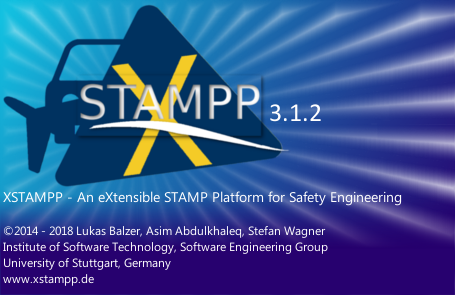 XSTAMPP 3.1.2
XSTAMPP - An eXtensible STAMP Platform for Safety Engineering
©2014 - 2018 Lukas Balzer, Asim Abdulkhaleq, Stefan Wagner
Institute of Software Technology, Software Engineering Group
University of Stuttgart, Germany
www.xstampp.de